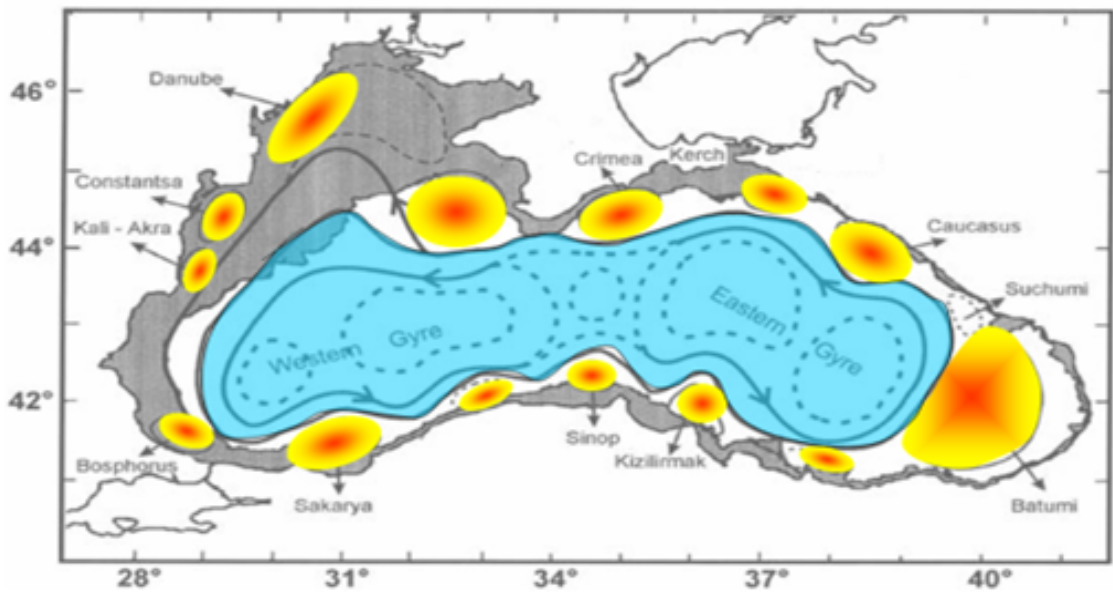 Danube
46°
Constantsa
Kali - Akra
Crimea
Kerch
44°
Caucasus
Suchumi
Western
Gyre
Eastern
Gyre
42°
Bosphorus
Sakarya
Sinop
Kizilirmak
Batumi
28°
31°
34°
37°
40°